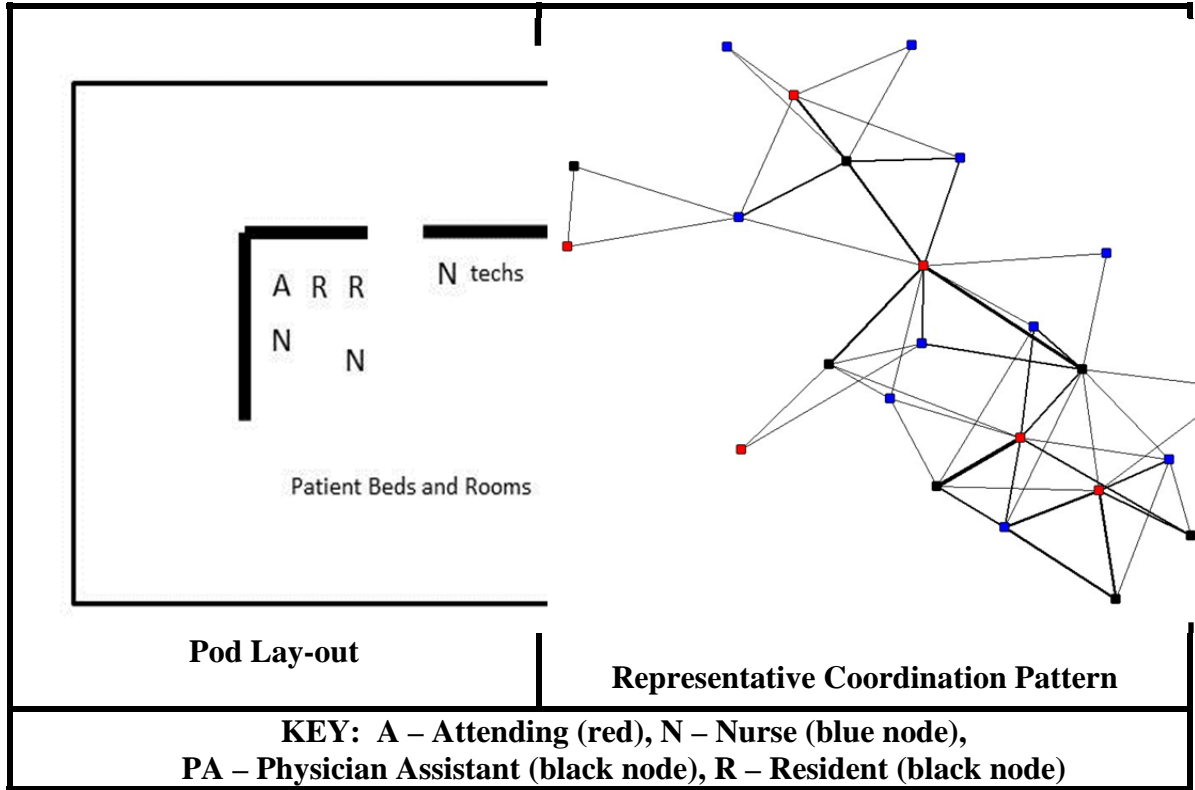 A R R
N techs
N
N
Patient Beds and Rooms
Pod Lay-out
Representative Coordination Pattern
KEY: A – Attending (red), N – Nurse (blue node),
PA – Physician Assistant (black node), R – Resident (black node)